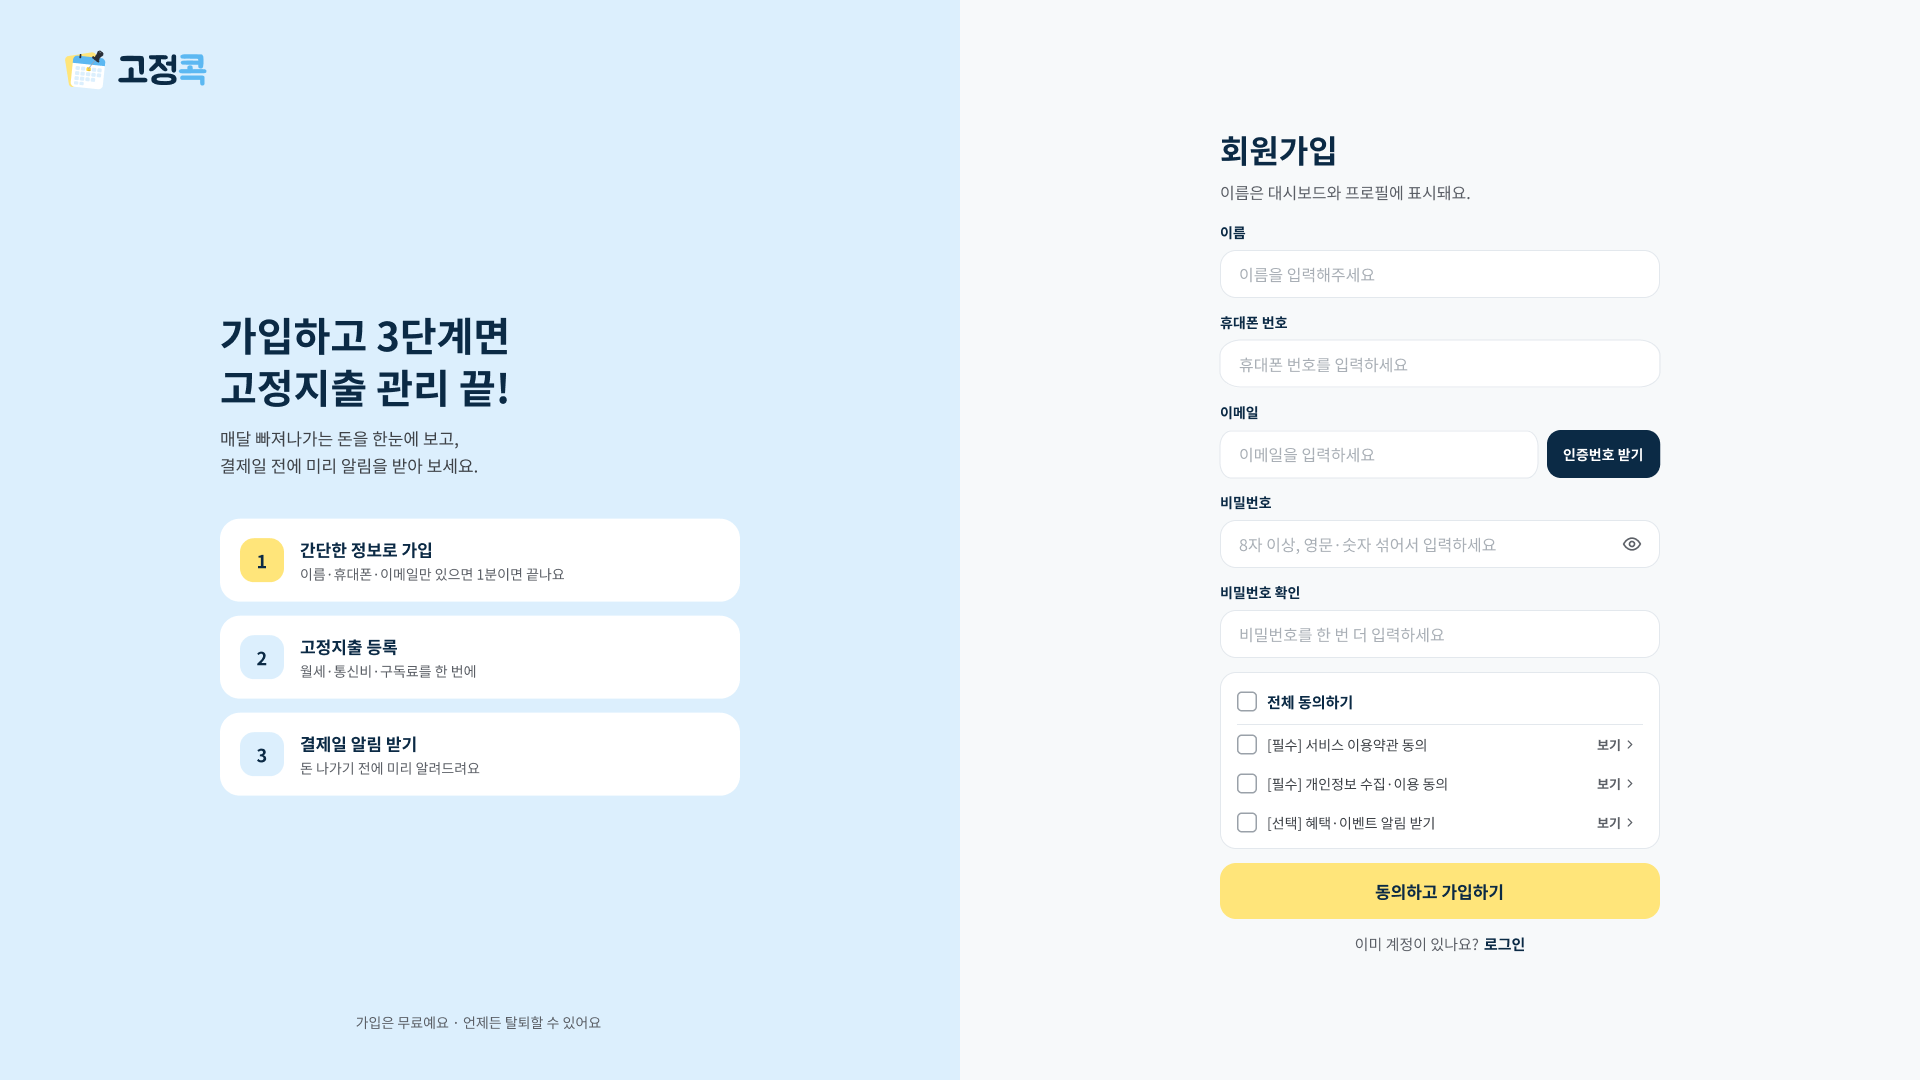 고정콕
가입하고 3단계면
고정지출 관리 끝!
매달 빠져나가는 돈을 한눈에 보고,
결제일 전에 미리 알림을 받아 보세요.
1
간단한 정보로 가입
이름·휴대폰·이메일만 있으면 1분이면 끝나요
2
고정지출 등록
월세·통신비·구독료를 한 번에
3
결제일 알림 받기
돈 나가기 전에 미리 알려드려요
가입은 무료예요 · 언제든 탈퇴할 수 있어요
회원가입
이름은 대시보드와 프로필에 표시돼요.
이름
이름을 입력해주세요
휴대폰 번호
휴대폰 번호를 입력하세요
이메일
이메일을 입력하세요
인증번호 받기
비밀번호
8자 이상, 영문·숫자 섞어서 입력하세요
비밀번호 확인
비밀번호를 한 번 더 입력하세요
전체 동의하기
[필수] 서비스 이용약관 동의 보기
[필수] 개인정보 수집·이용 동의 보기
[선택] 혜택·이벤트 알림 받기 보기
동의하고 가입하기
이미 계정이 있나요? 로그인